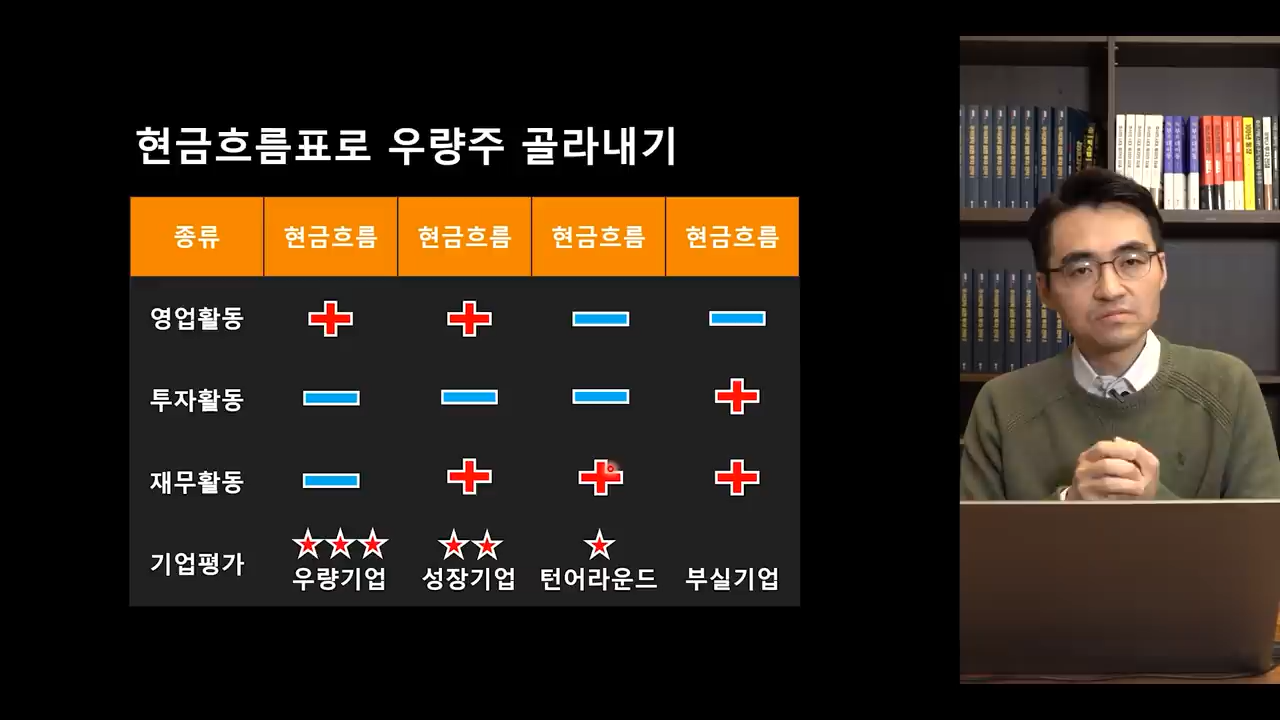 현금흐름표로 우량주 골라내기
종류 현금흐름 현금흐름 현금흐름 현금흐름
영업활동 + + - -
투자활동 - - - +
재무활동 - + + +
기업평가 ★★★ ★★ ★
우량기업 성장기업 턴어라운드 부실기업